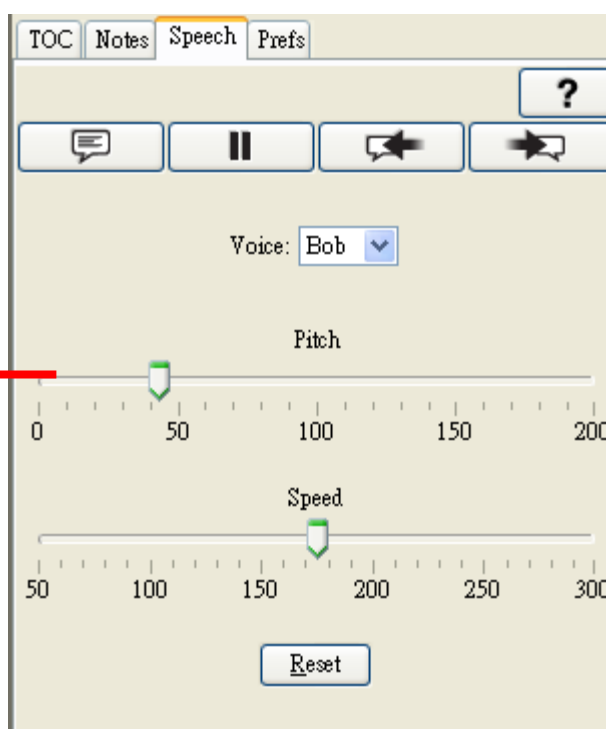 TOC Notes Speech Prefs
?
Voice: Bob
Pitch
0 50 100 150 200
Speed
50 100 150 200 250 300
Reset